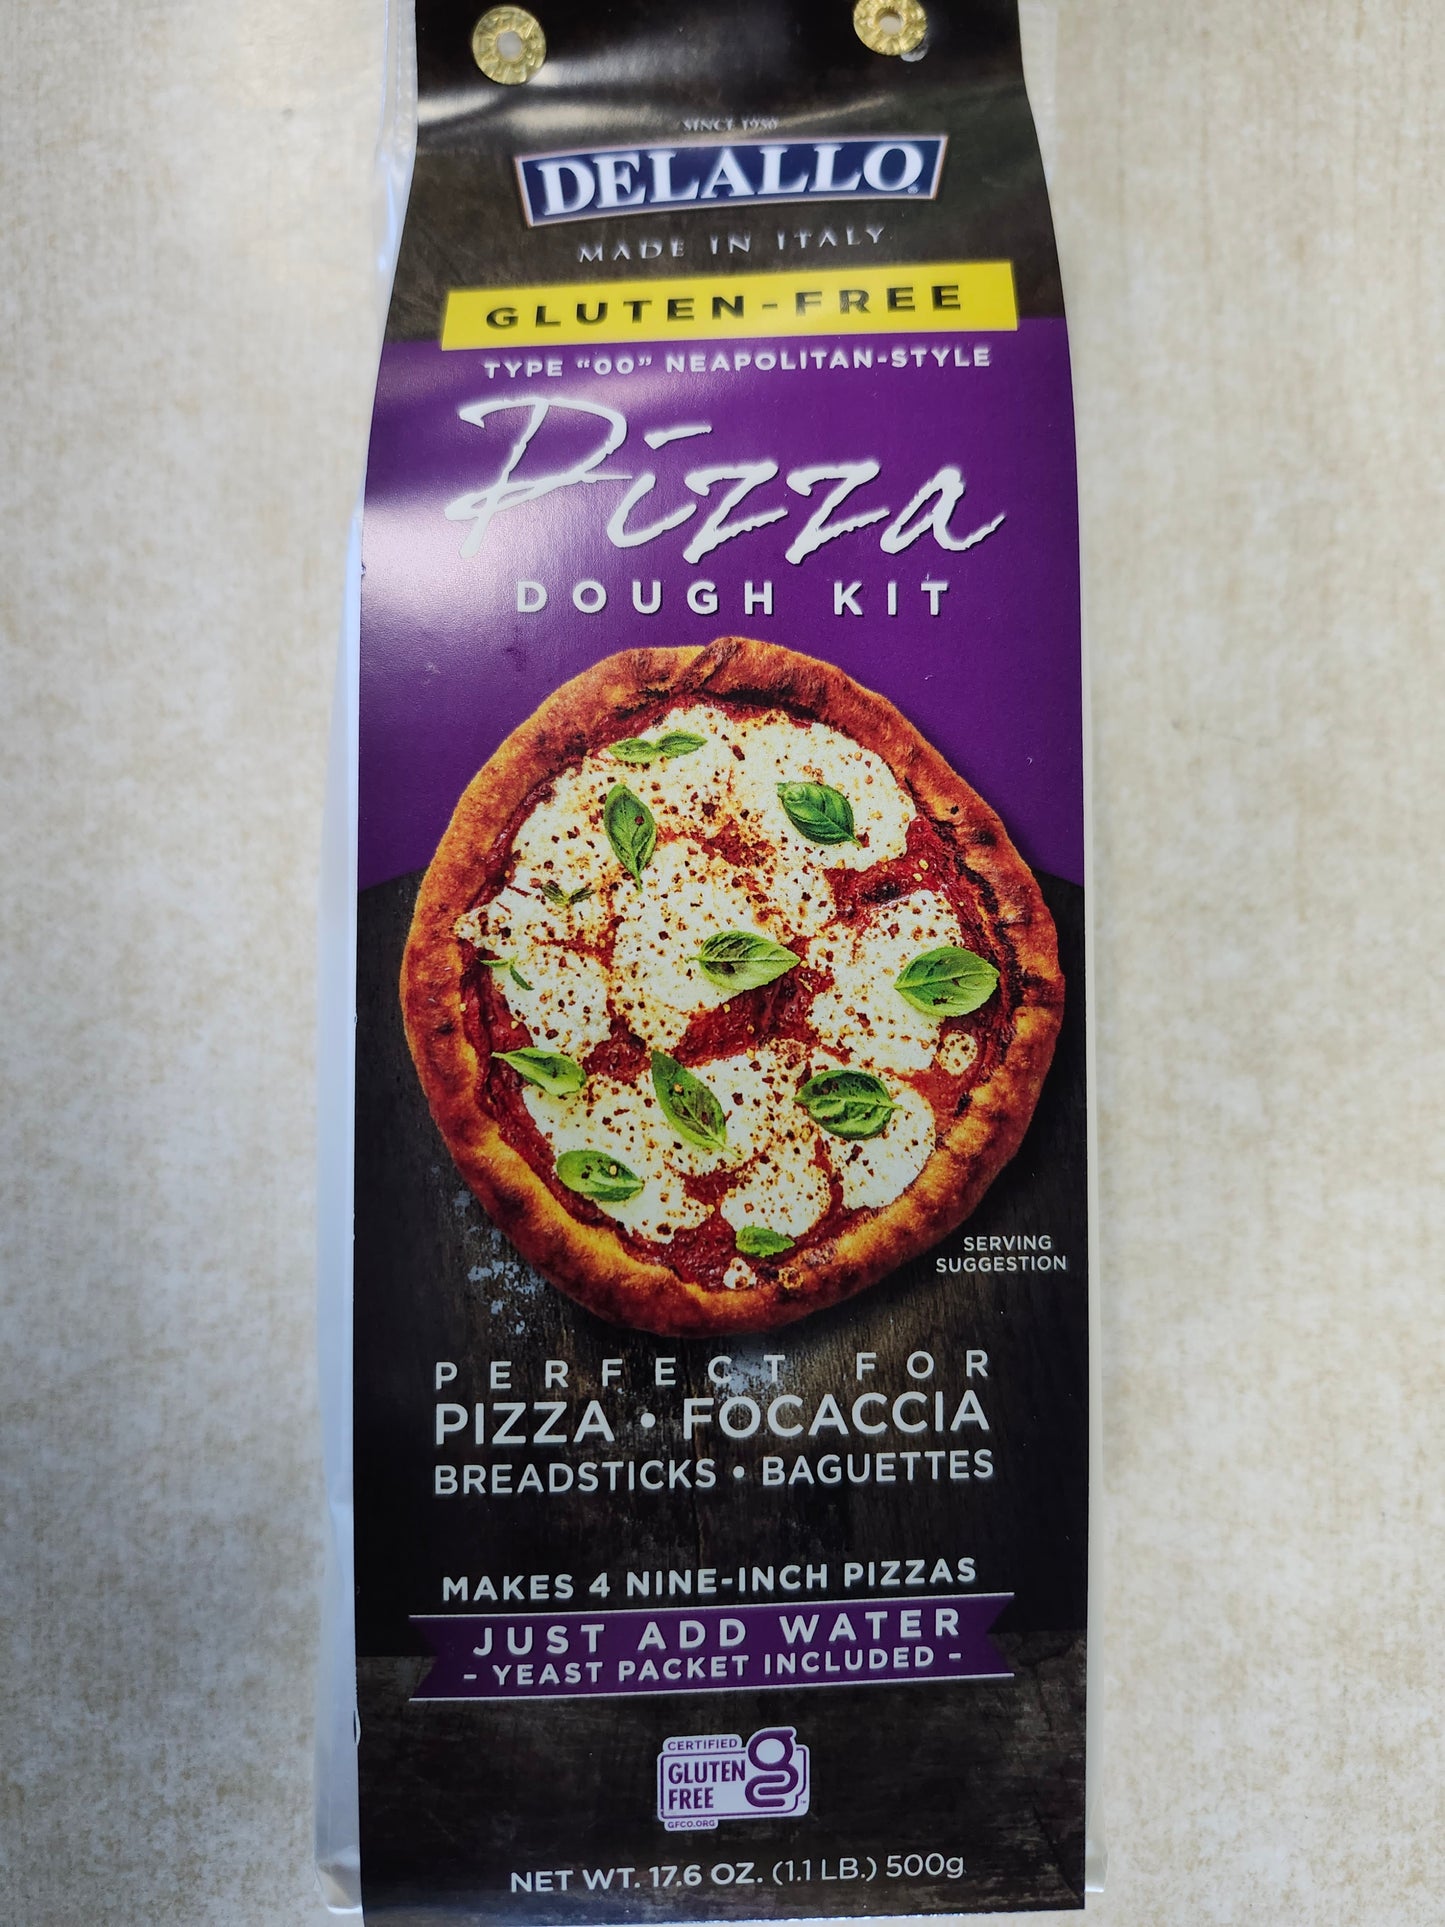 SINCE 1950
DELALLO
MADE IN ITALY
GLUTEN-FREE
TYPE "00" NEAPOLITAN-STYLE
Pizza
DOUGH KIT
SERVING
SUGGESTION
PERFECT FOR
PIZZA • FOCACCIA
BREADSTICKS • BAGUETTES
MAKES 4 NINE-INCH PIZZAS
JUST ADD WATER
- YEAST PACKET INCLUDED -
CERTIFIED
GLUTEN
FREE
GFCO.ORG
NET WT. 17.6 OZ. (1.1 LB.) 500g